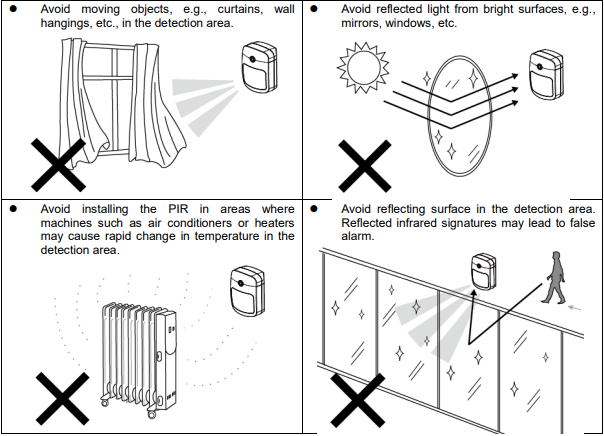 ● Avoid moving objects, e.g., curtains, wall
hangings, etc., in the detection area.
● Avoid reflected light from bright surfaces, e.g.,
mirrors, windows, etc.
● Avoid installing the PIR in areas where
machines such as air conditioners or heaters
may cause rapid change in temperature in the
detection area.
● Avoid reflecting surface in the detection area.
Reflected infrared signatures may lead to false
alarm.